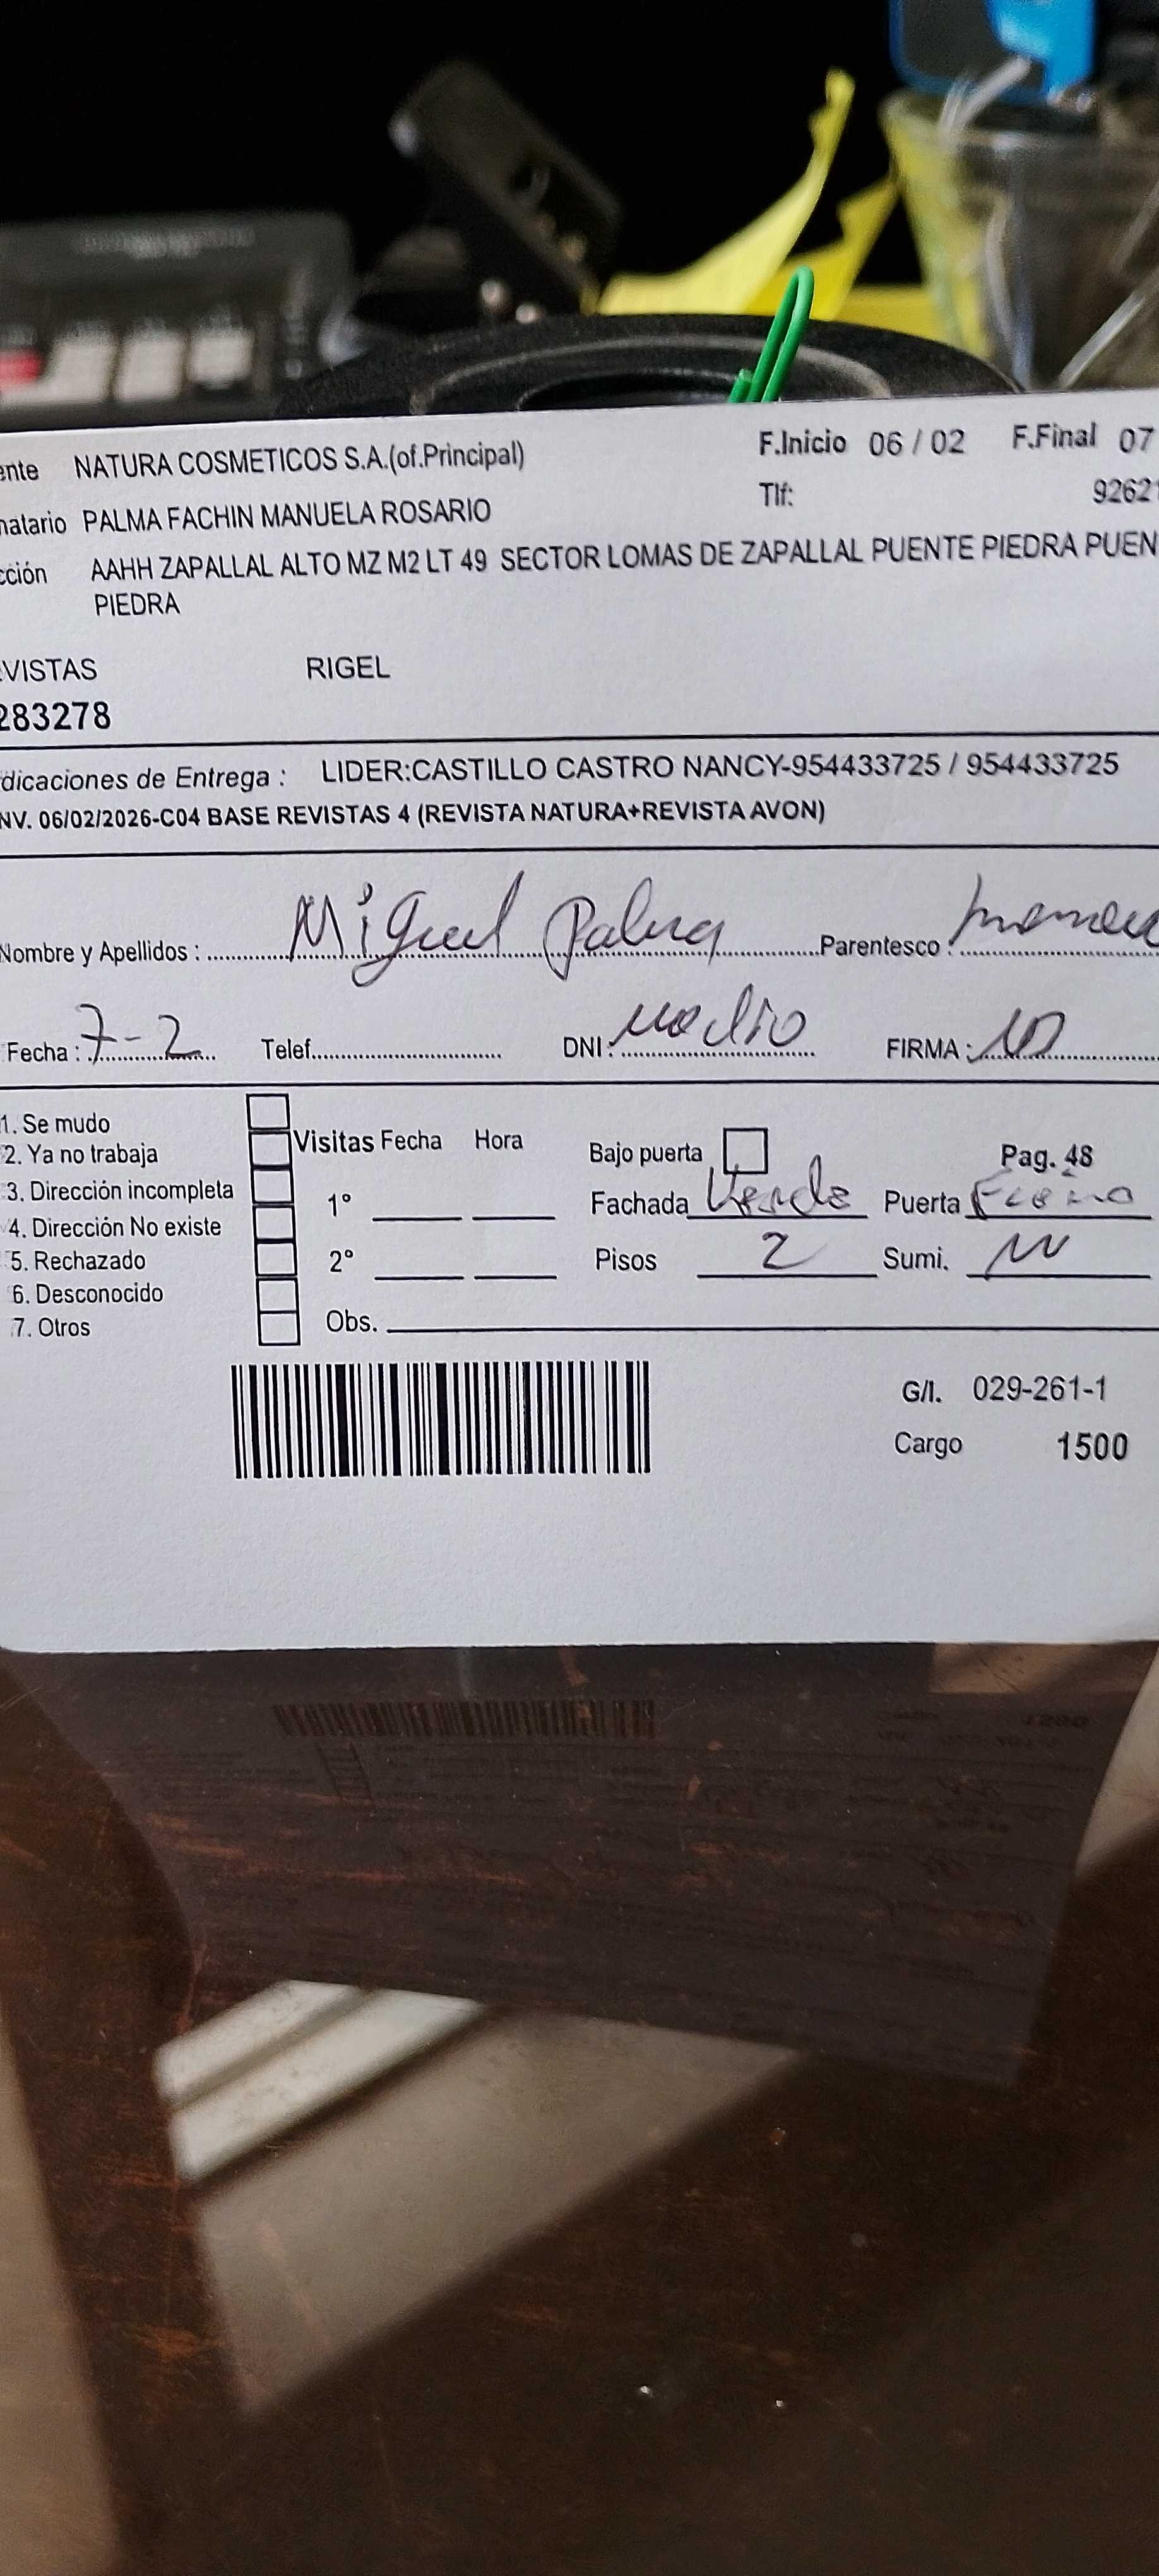 ente NATURA COSMETICOS S.A.(of.Principal) F.Inicio 06 / 02 F.Final 07
Tlf: 9262
natario PALMA FACHIN MANUELA ROSARIO
cción AAHH ZAPALLAL ALTO MZ M2 LT 49 SECTOR LOMAS DE ZAPALLAL PUENTE PIEDRA PUEN
PIEDRA
VISTAS RIGEL
283278
dicaciones de Entrega : LIDER:CASTILLO CASTRO NANCY-954433725 / 954433725
NV. 06/02/2026-C04 BASE REVISTAS 4 (REVISTA NATURA+REVISTA AVON)
Nombre y Apellidos : Miguel Palma Parentesco :
Fecha : 7-2 Telef. DNI : no dio FIRMA :
1. Se mudo
2. Ya no trabaja
3. Dirección incompleta
4. Dirección No existe
5. Rechazado
6. Desconocido
7. Otros
Visitas Fecha Hora
1°
2°
Obs.
Bajo puerta Pag. 48
Fachada Verde Puerta
Pisos 2 Sumi.
G/I. 029-261-1
Cargo 1500